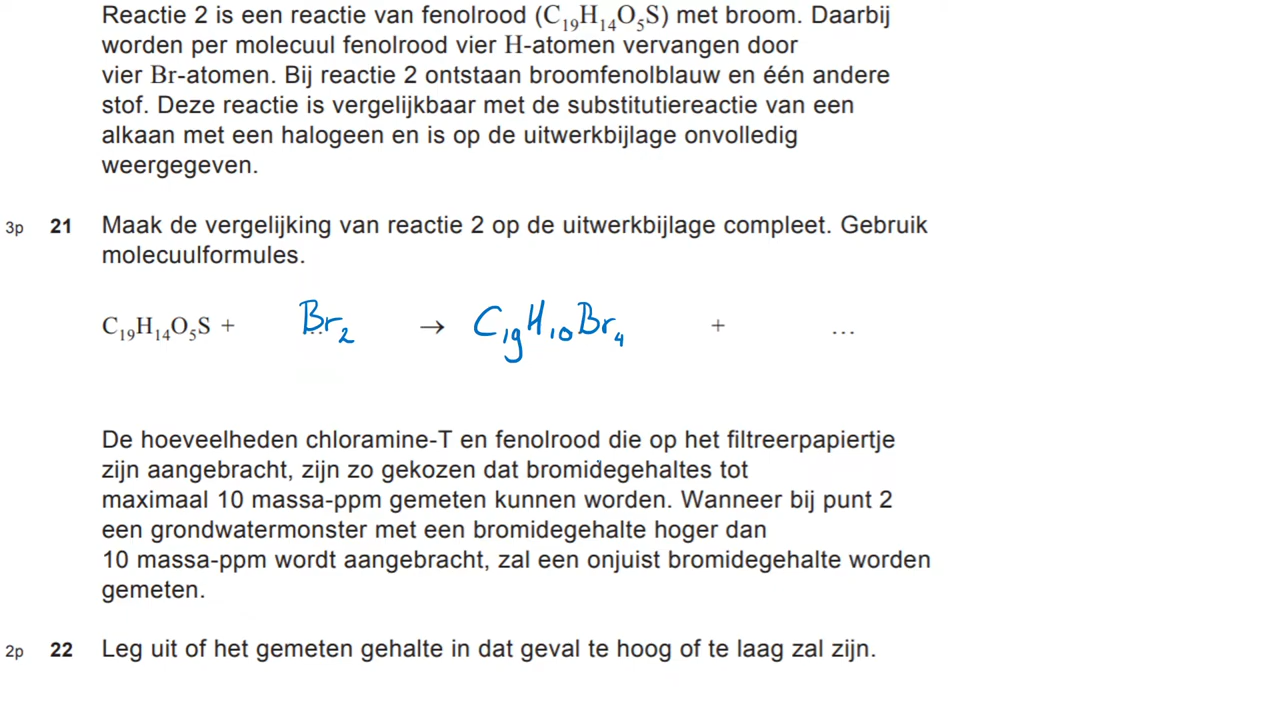 Reactie 2 is een reactie van fenolrood (C₁₉H₁₄O₅S) met broom. Daarbij
worden per molecuul fenolrood vier H-atomen vervangen door
vier Br-atomen. Bij reactie 2 ontstaan broomfenolblauw en één andere
stof. Deze reactie is vergelijkbaar met de substitutiereactie van een
alkaan met een halogeen en is op de uitwerkbijlage onvolledig
weergegeven.
3p 21 Maak de vergelijking van reactie 2 op de uitwerkbijlage compleet. Gebruik
molecuulformules.
C₁₉H₁₄O₅S + Br₂ → C₁₉H₁₀Br₄ + ...
De hoeveelheden chloramine-T en fenolrood die op het filtreerpapiertje
zijn aangebracht, zijn zo gekozen dat bromidegehaltes tot
maximaal 10 massa-ppm gemeten kunnen worden. Wanneer bij punt 2
een grondwatermonster met een bromidegehalte hoger dan
10 massa-ppm wordt aangebracht, zal een onjuist bromidegehalte worden
gemeten.
2p 22 Leg uit of het gemeten gehalte in dat geval te hoog of te laag zal zijn.